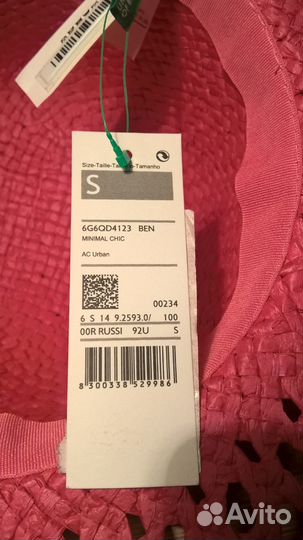 Size-Taille-Talla-Tamanho
S
6G6QD4123 BEN
MINIMAL CHIC
AC Urban
00234
6 S 14 9.2593.0/ 100
00R RUSSI 92U S
8 300338 529986
Avito